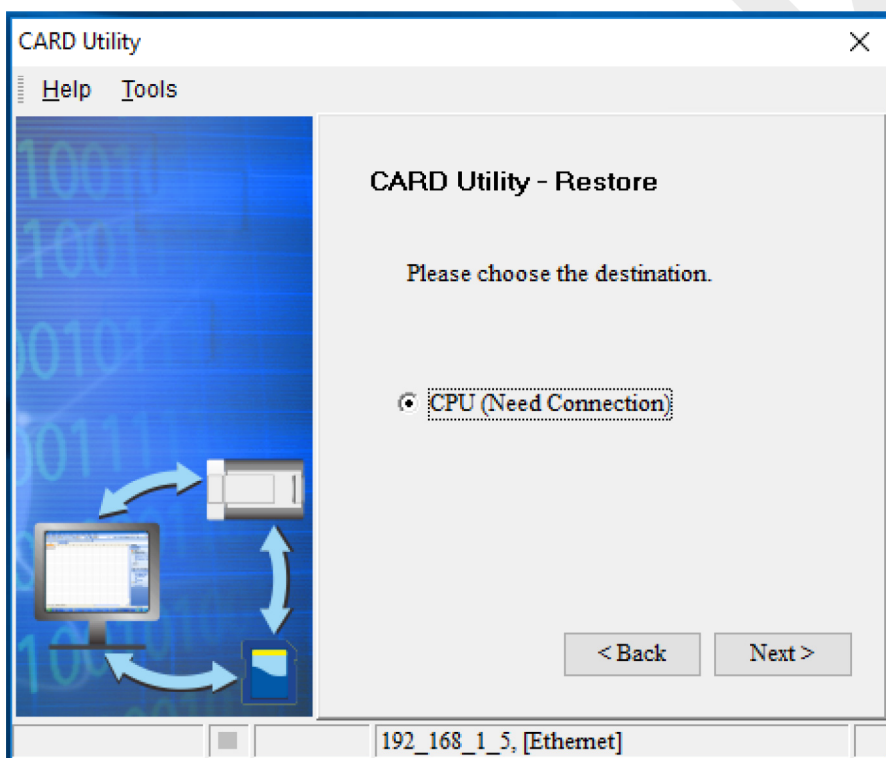 CARD Utility
Help Tools
CARD Utility - Restore
Please choose the destination.
CPU (Need Connection)
< Back Next >
192_168_1_5, [Ethernet]